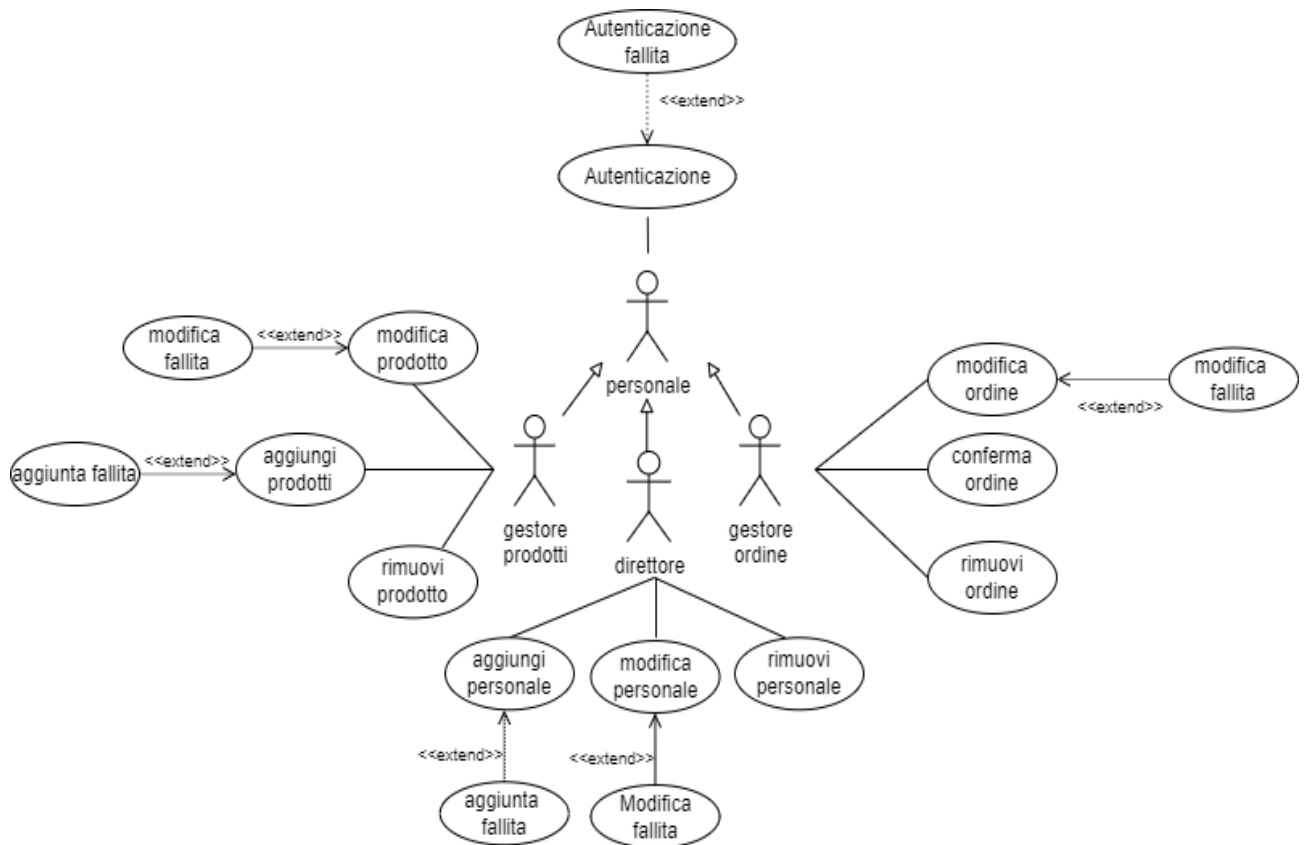 Autenticazione
fallita
<<extend>>
Autenticazione
personale
modifica
fallita
<<extend>>
modifica
prodotto
aggiunta fallita
<<extend>>
aggiungi
prodotti
rimuovi
prodotto
gestore
prodotti
direttore
gestore
ordine
modifica
ordine
<<extend>>
modifica
fallita
conferma
ordine
rimuovi
ordine
aggiungi
personale
modifica
personale
rimuovi
personale
<<extend>>
<<extend>>
aggiunta
fallita
Modifica
fallita